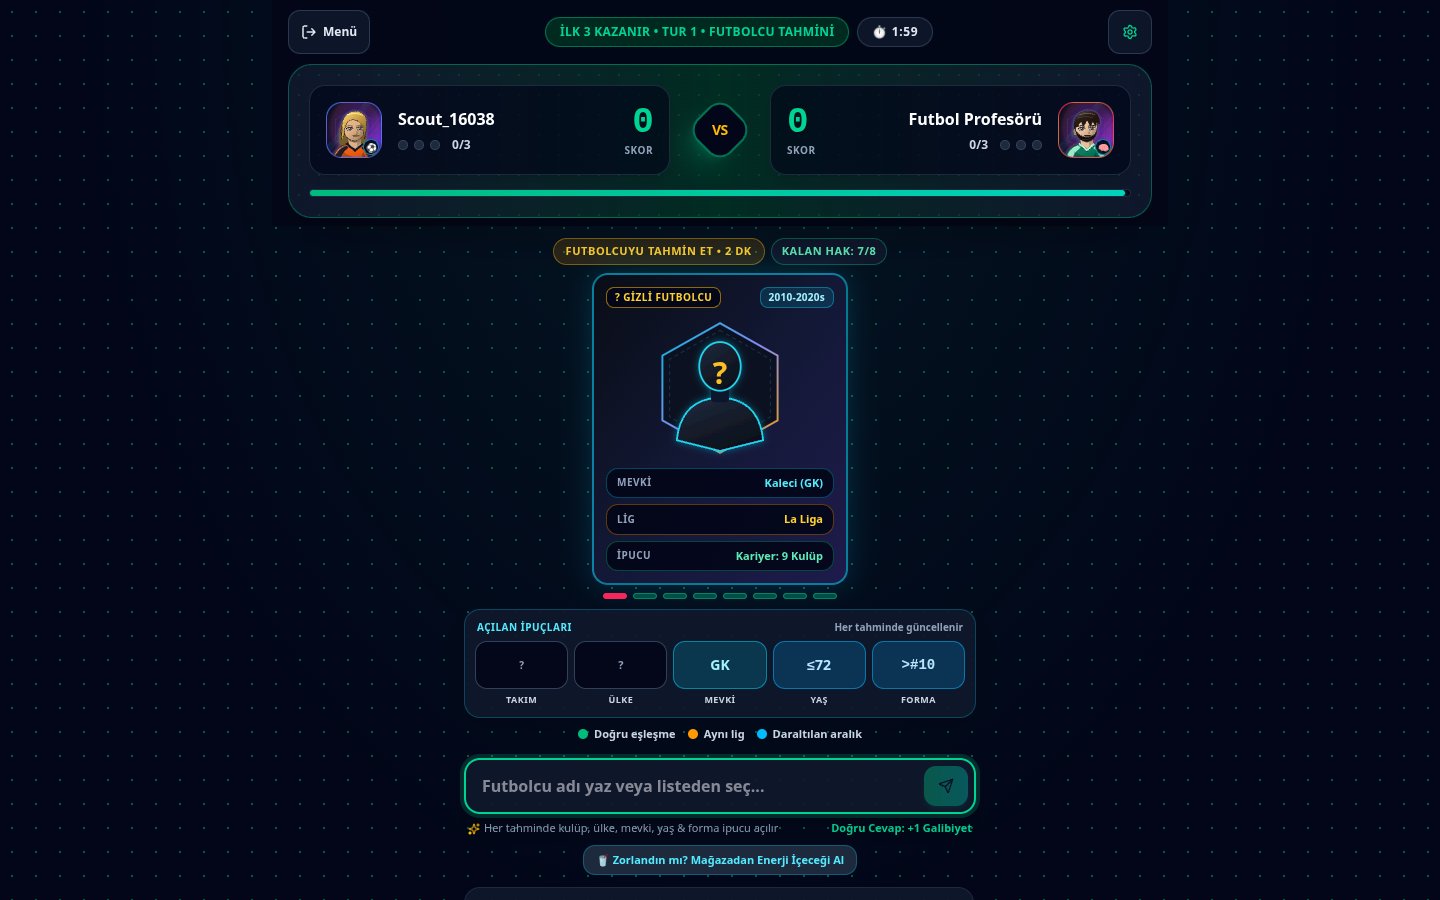 Menü
İLK 3 KAZANIR • TUR 1 • FUTBOLCU TAHMİNİ
⏱️ 1:59
Scout_16038
0/3
0
SKOR
VS
0
SKOR
Futbol Profesörü
0/3
FUTBOLCUYU TAHMİN ET • 2 DK
KALAN HAK: 7/8
? GİZLİ FUTBOLCU
2010-2020s
?
MEVKİ
Kaleci (GK)
LİG
La Liga
İPUCU
Kariyer: 9 Kulüp
AÇILAN İPUÇLARI
Her tahminde güncellenir
?
?
GK
≤72
>#10
TAKIM
ÜLKE
MEVKİ
YAŞ
FORMA
Doğru eşleşme
Aynı lig
Daraltılan aralık
Futbolcu adı yaz veya listeden seç...
✨ Her tahminde kulüp, ülke, mevki, yaş & forma ipucu açılır
Doğru Cevap: +1 Galibiyet
🥤 Zorlandın mı? Mağazadan Enerji İçeceği Al